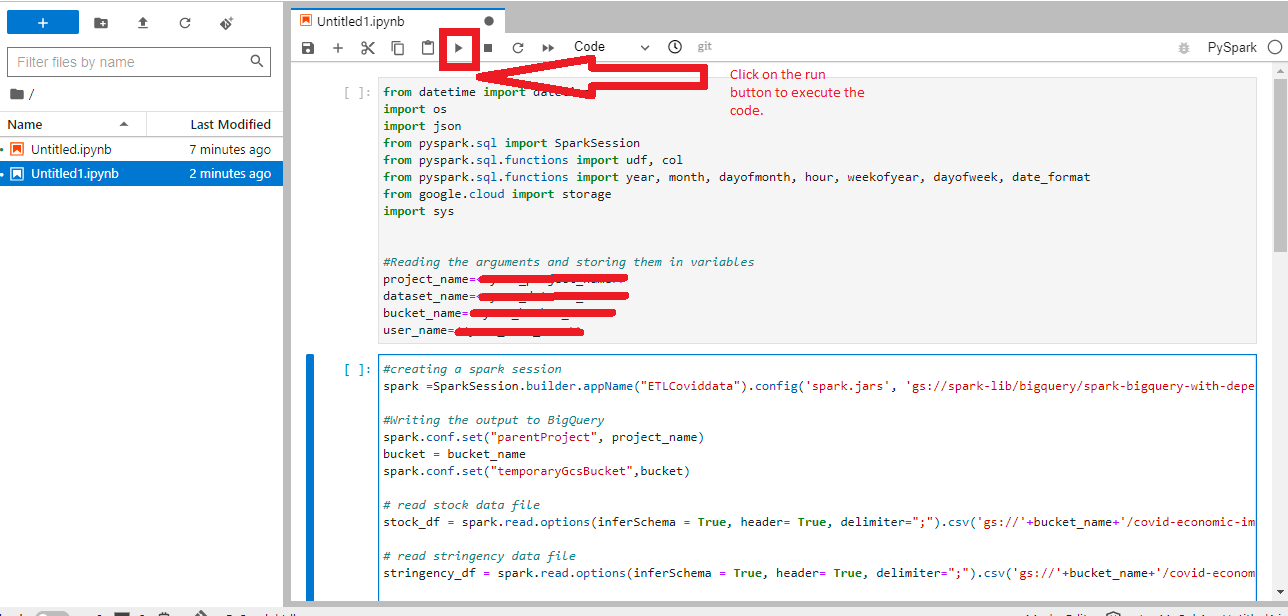 Untitled1.ipynb
Filter files by name
/
Name Last Modified
Untitled.ipynb 7 minutes ago
Untitled1.ipynb 2 minutes ago
Code git PySpark
Click on the run
button to execute the
code.
[ ]: from datetime import
import os
import json
from pyspark.sql import SparkSession
from pyspark.sql.functions import udf, col
from pyspark.sql.functions import year, month, dayofmonth, hour, weekofyear, dayofweek, date_format
from google.cloud import storage
import sys
#Reading the arguments and storing them in variables
project_name=
dataset_name=
bucket_name=
user_name=
[ ]: #creating a spark session
spark =SparkSession.builder.appName("ETLCoviddata").config('spark.jars', 'gs://spark-lib/bigquery/spark-bigquery-with-depe
#Writing the output to BigQuery
spark.conf.set("parentProject", project_name)
bucket = bucket_name
spark.conf.set("temporaryGcsBucket",bucket)
# read stock data file
stock_df = spark.read.options(inferSchema = True, header= True, delimiter=";").csv('gs://'+bucket_name+'/covid-economic-im
# read stringency data file
stringency_df = spark.read.options(inferSchema = True, header= True, delimiter=";").csv('gs://'+bucket_name+'/covid-econom